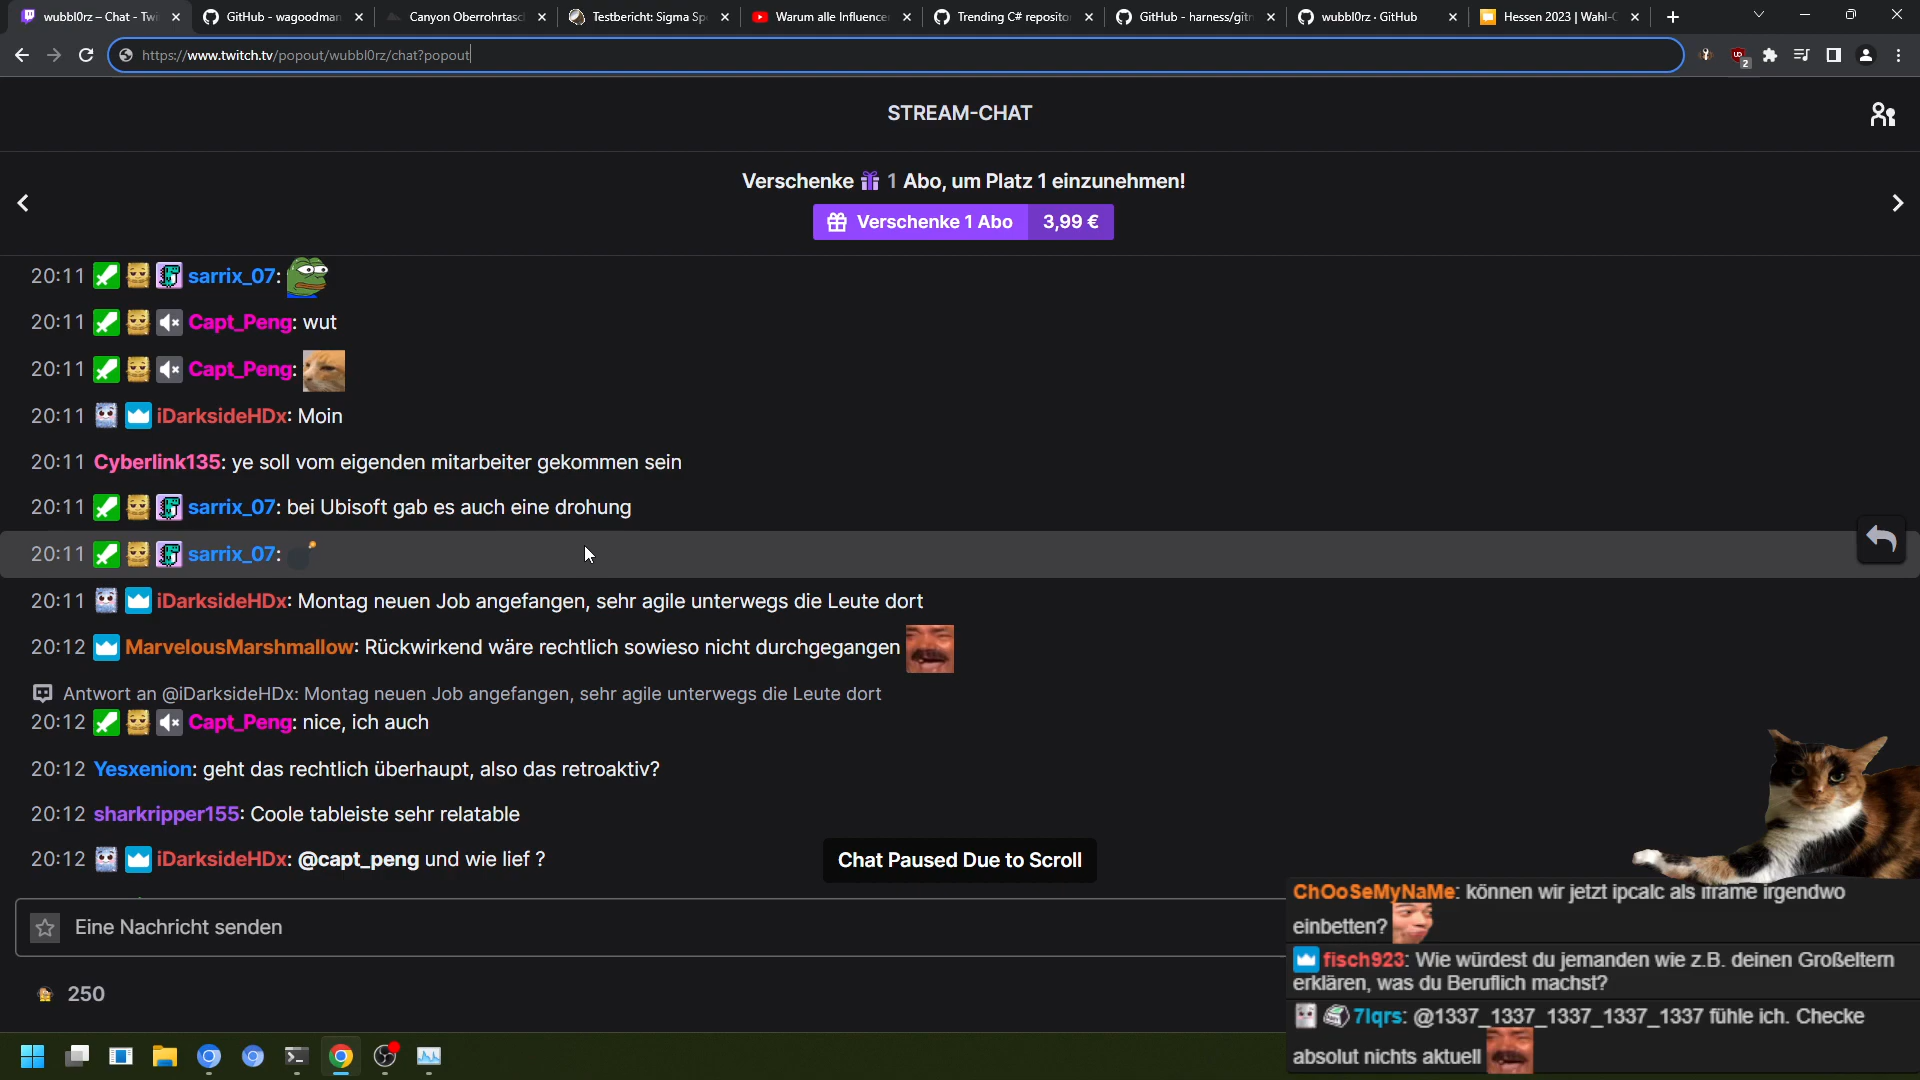 wubbl0rz – Chat - Twi
GitHub - wagoodman
Canyon Oberrohrtasc
Testbericht: Sigma Sp
Warum alle Influence
Trending C# reposito
GitHub - harness/gitn
wubbl0rz · GitHub
Hessen 2023 | Wahl-
https://www.twitch.tv/popout/wubbl0rz/chat?popout
2
STREAM-CHAT
Verschenke 1 Abo, um Platz 1 einzunehmen!
Verschenke 1 Abo 3,99 €
20:11 sarrix_07:
20:11 Capt_Peng: wut
20:11 Capt_Peng:
20:11 iDarksideHDx: Moin
20:11 Cyberlink135: ye soll vom eigenden mitarbeiter gekommen sein
20:11 sarrix_07: bei Ubisoft gab es auch eine drohung
20:11 sarrix_07:
20:11 iDarksideHDx: Montag neuen Job angefangen, sehr agile unterwegs die Leute dort
20:12 MarvelousMarshmallow: Rückwirkend wäre rechtlich sowieso nicht durchgegangen
Antwort an @iDarksideHDx: Montag neuen Job angefangen, sehr agile unterwegs die Leute dort
20:12 Capt_Peng: nice, ich auch
20:12 Yesxenion: geht das rechtlich überhaupt, also das retroaktiv?
20:12 sharkripper155: Coole tableiste sehr relatable
20:12 iDarksideHDx: @capt_peng und wie lief ?
Chat Paused Due to Scroll
Eine Nachricht senden
250
ChOoSeMyNaMe: können wir jetzt ipcalc als iframe irgendwo
einbetten?
fisch923: Wie würdest du jemanden wie z.B. deinen Großeltern
erklären, was du Beruflich machst?
7lqrs: @1337_1337_1337_1337_1337 fühle ich. Checke
absolut nichts aktuell